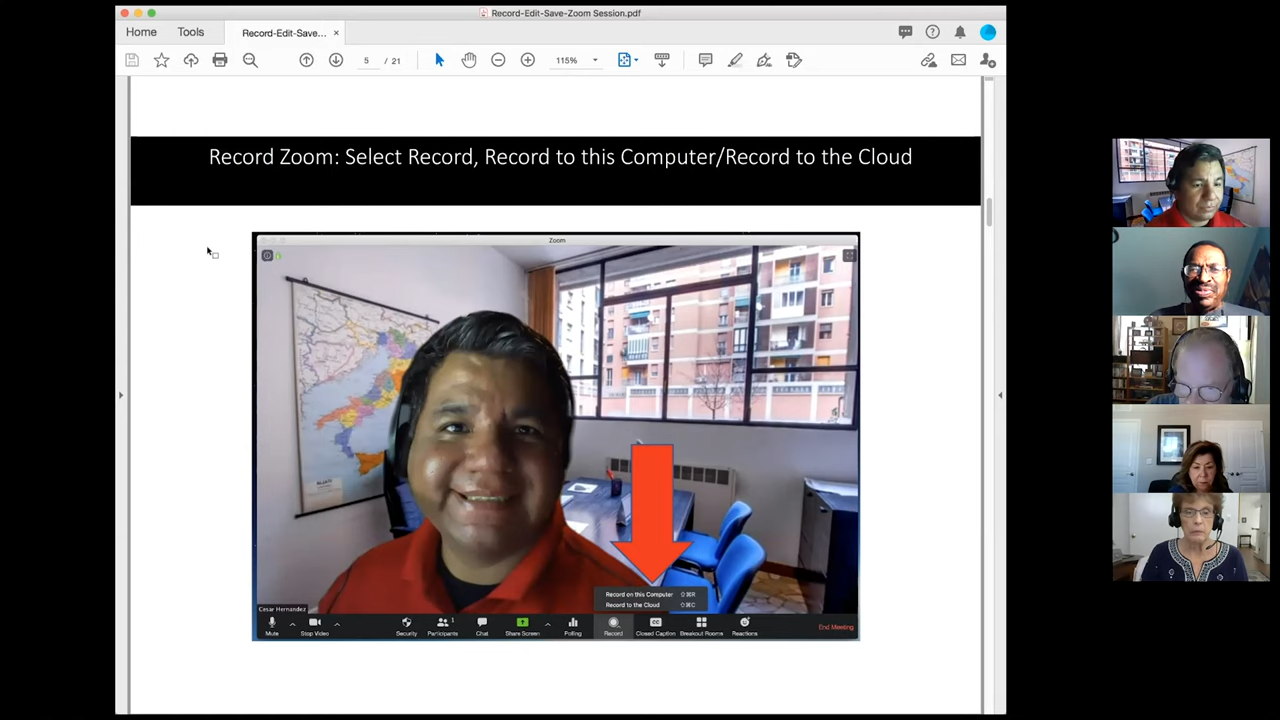 Record-Edit-Save-Zoom Session.pdf
Home
Tools
Record-Edit-Save...
5
/ 21
115%
Record Zoom: Select Record, Record to this Computer/Record to the Cloud
Zoom
Record on this Computer ⇧⌘R
Record to the Cloud ⇧⌘C
Cesar Hernandez
1
CC
Mute
Stop Video
Security
Participants
Chat
Share Screen
Polling
Record
Closed Caption
Breakout Rooms
Reactions
End Meeting